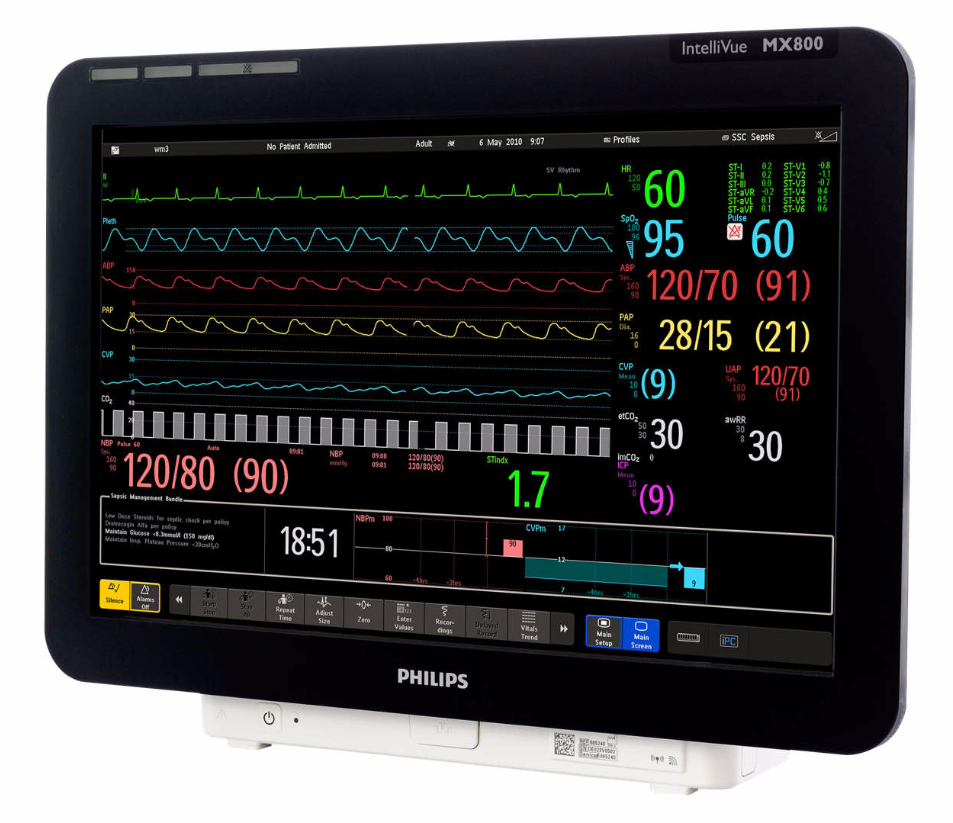 IntelliVue MX800
wm3 No Patient Admitted Adult 6 May 2010 9:07 Profiles SSC Sepsis
II
M
SV Rhythm
HR
120
50
60
ST-I 0.2 ST-V1 -0.8
ST-II 0.2 ST-V2 -1.1
ST-III 0.0 ST-V3 -0.7
ST-aVR -0.2 ST-V4 0.4
ST-aVL 0.1 ST-V5 0.5
ST-aVF 0.1 ST-V6 0.6
Pleth
SpO₂
100
96
95
Pulse
60
ABP
150
0
ABP
Sys.
160
90
120/70 (91)
PAP
30
15
0
PAP
Dia.
16
0
28/15 (21)
CVP
30
15
0
CVP
Mean
10
0
(9)
UAP
Sys.
160
90
120/70
(91)
CO₂
40
20
etCO₂
50
30
30
imCO₂
0
awRR
30
8
30
NBP Pulse 60 Auto 09:01
Sys.
160
90
120/80 (90)
NBP 09:00 120/80(90)
mmHg 09:01 120/80(90)
STindx
1.7
ICP
Mean
10
0
(9)
Sepsis Management Bundle
Low Dose Steroids for septic shock per policy
Drotrecogin Alfa per policy
Maintain Glucose <8.3mmol/l (150 mg/dl)
Maintain Insp. Plateau Pressure <30cmH₂O
18:51
NBPm 100
80
60 -4hrs -2hrs
90
CVPm 17
12
7 -4hrs -2hrs
9
Silence
Alarms
Off
Start/
Stop
Stop
All
Repeat
Time
Adjust
Size
Zero
Enter
Values
Recor-
dings
Delayed
Record
Vitals
Trend
Main
Setup
Main
Screen
iPC
PHILIPS